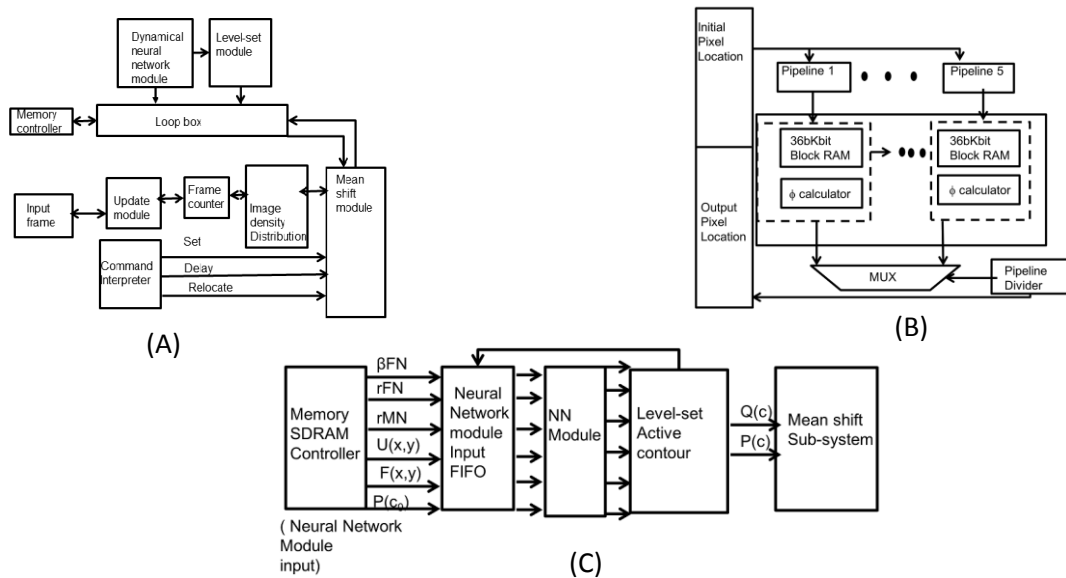 Dynamical
neural
network
module
Level-set
module
Memory
controller
Loop box
Input
frame
Update
module
Frame
counter
Image
density
Distribution
Mean
shift
module
Command
Interpreter
Set
Delay
Relocate
(A)
Initial
Pixel
Location
Pipeline 1
Pipeline 5
36bKbit
Block RAM
ϕ calculator
36bKbit
Block RAM
ϕ calculator
Output
Pixel
Location
MUX
Pipeline
Divider
(B)
Memory
SDRAM
Controller
βFN
rFN
rMN
U(x,y)
F(x,y)
P(c₀)
( Neural Network
Module
input)
Neural
Network
module
Input
FIFO
NN
Module
Level-set
Active
contour
Q(c)
P(c)
Mean shift
Sub-system
(C)